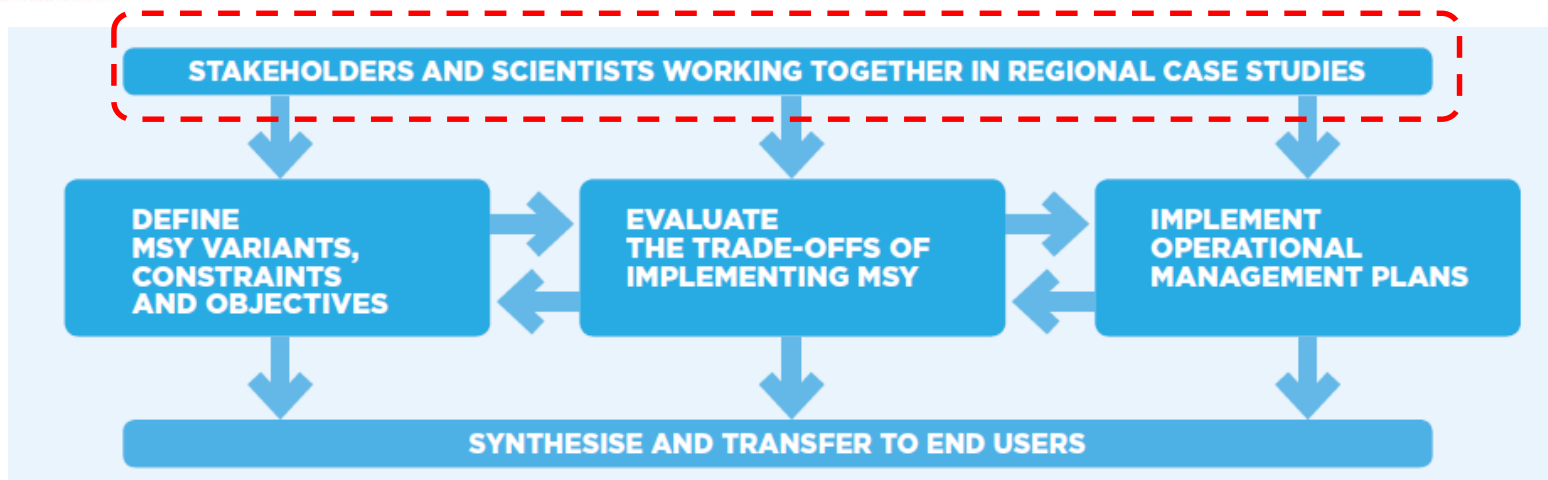 STAKEHOLDERS AND SCIENTISTS WORKING TOGETHER IN REGIONAL CASE STUDIES
DEFINE
MSY VARIANTS,
CONSTRAINTS
AND OBJECTIVES
EVALUATE
THE TRADE-OFFS OF
IMPLEMENTING MSY
IMPLEMENT
OPERATIONAL
MANAGEMENT PLANS
SYNTHESISE AND TRANSFER TO END USERS